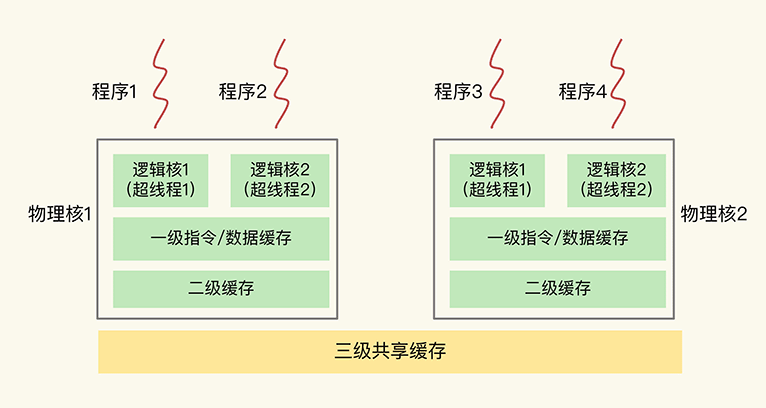 程序1
程序2
程序3
程序4
物理核1
逻辑核1
(超线程1)
逻辑核2
(超线程2)
一级指令/数据缓存
二级缓存
逻辑核1
(超线程1)
逻辑核2
(超线程2)
一级指令/数据缓存
二级缓存
物理核2
三级共享缓存